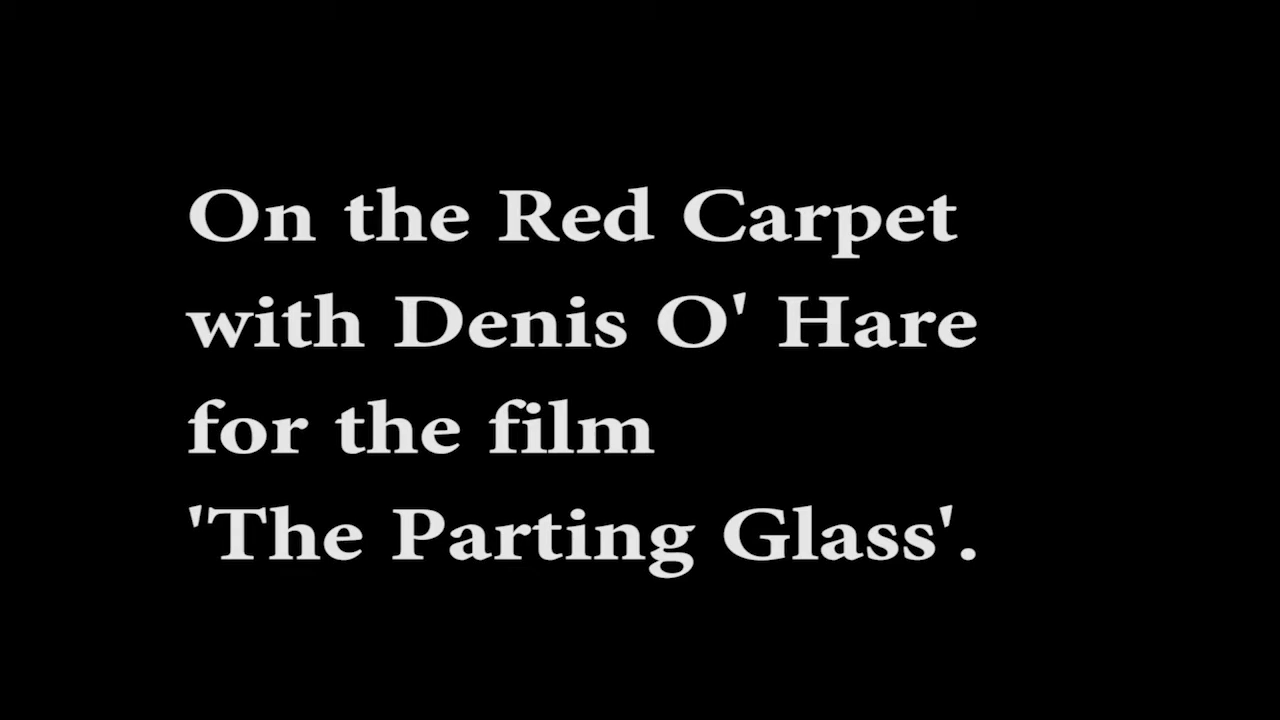 On the Red Carpet
with Denis O' Hare
for the film
'The Parting Glass'.